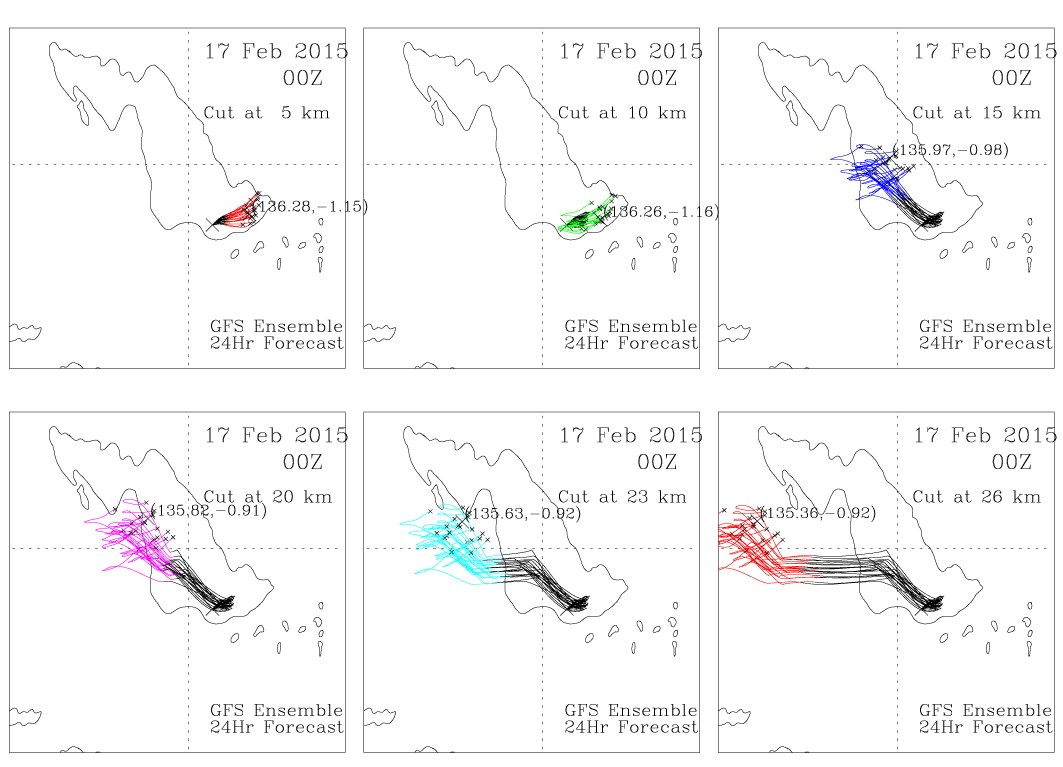 17 Feb 2015
00Z
Cut at 5 km
(136.28,−1.15)
GFS Ensemble
24Hr Forecast
17 Feb 2015
00Z
Cut at 10 km
(136.26,−1.16)
GFS Ensemble
24Hr Forecast
17 Feb 2015
00Z
Cut at 15 km
(135.97,−0.98)
GFS Ensemble
24Hr Forecast
17 Feb 2015
00Z
Cut at 20 km
(135.82,−0.91)
GFS Ensemble
24Hr Forecast
17 Feb 2015
00Z
Cut at 23 km
(135.63,−0.92)
GFS Ensemble
24Hr Forecast
17 Feb 2015
00Z
Cut at 26 km
(135.36,−0.92)
GFS Ensemble
24Hr Forecast